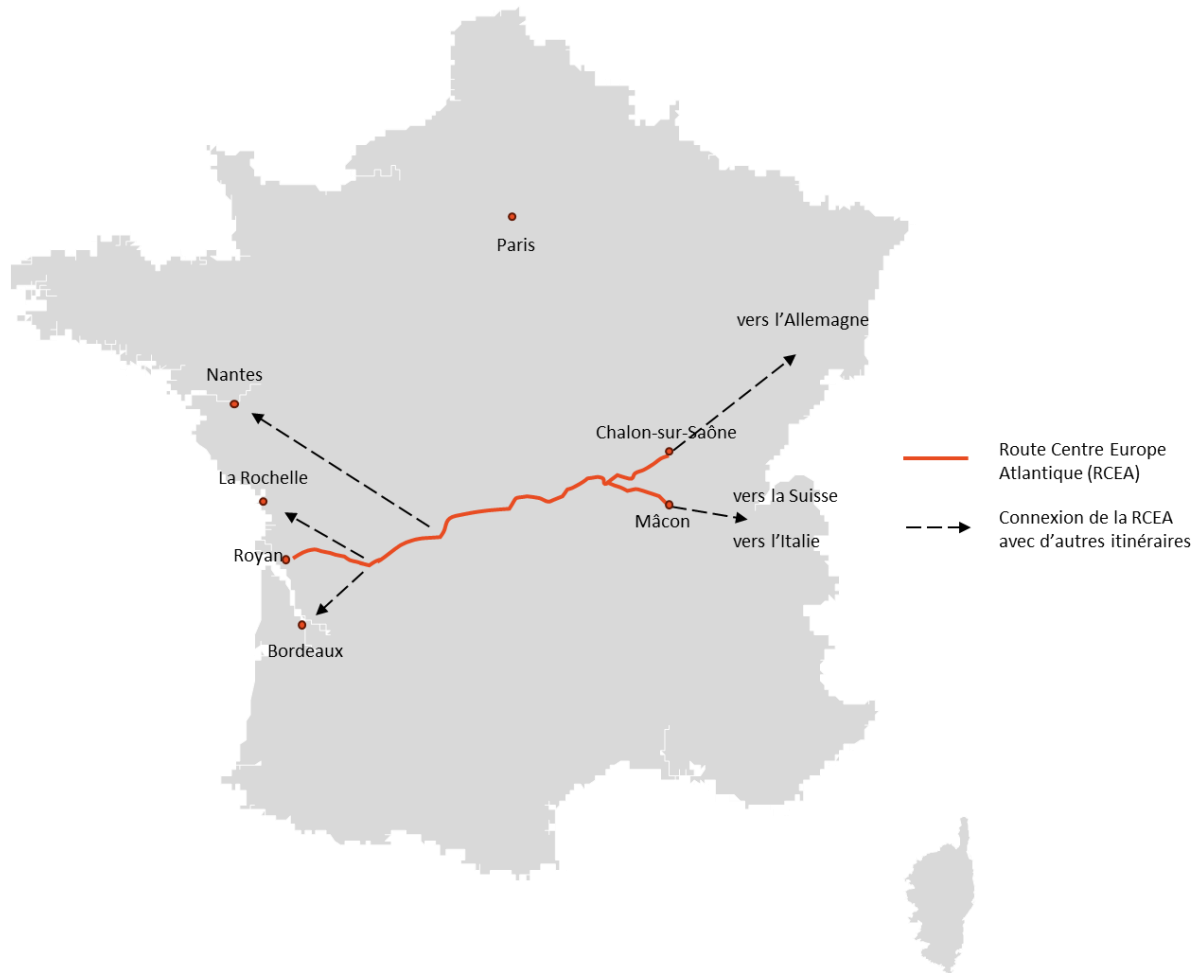 Paris
vers l'Allemagne
Nantes
Chalon-sur-Saône
Route Centre Europe
Atlantique (RCEA)
La Rochelle
vers la Suisse
Mâcon
Connexion de la RCEA
avec d'autres itinéraires
vers l'Italie
Royan
Bordeaux